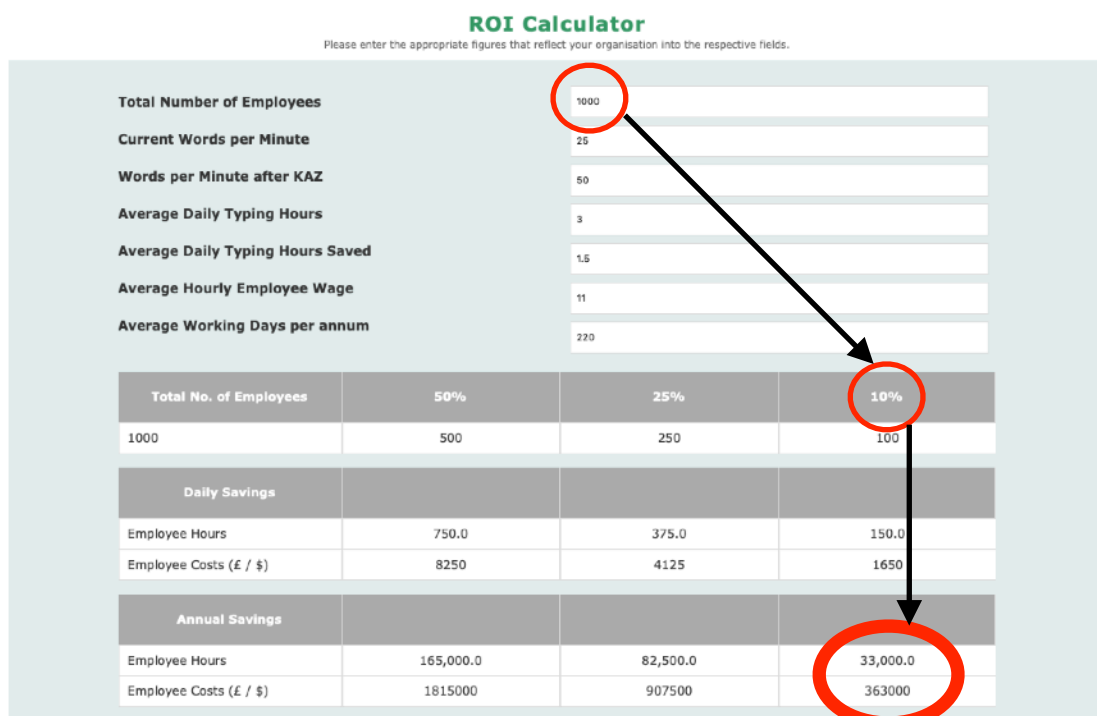 ROI Calculator
Please enter the appropriate figures that reflect your organisation into the respective fields.
Total Number of Employees 1000
Current Words per Minute 25
Words per Minute after KAZ 50
Average Daily Typing Hours 3
Average Daily Typing Hours Saved 1.5
Average Hourly Employee Wage 11
Average Working Days per annum 220
Total No. of Employees 50% 25% 10%
1000 500 250 100
Daily Savings
Employee Hours 750.0 375.0 150.0
Employee Costs (£ / $) 8250 4125 1650
Annual Savings
Employee Hours 165,000.0 82,500.0 33,000.0
Employee Costs (£ / $) 1815000 907500 363000